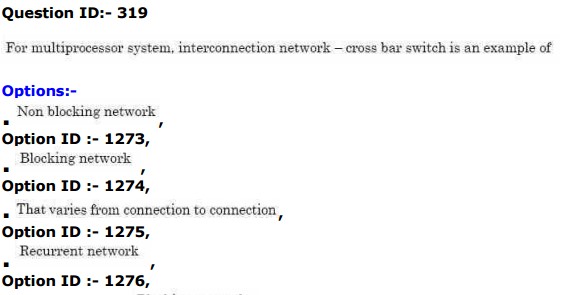 Question ID:- 319
For multiprocessor system, interconnection network – cross bar switch is an example of
Options:-
▪ Non blocking network ,
Option ID :- 1273,
▪ Blocking network ,
Option ID :- 1274,
▪ That varies from connection to connection ,
Option ID :- 1275,
▪ Recurrent network ,
Option ID :- 1276,